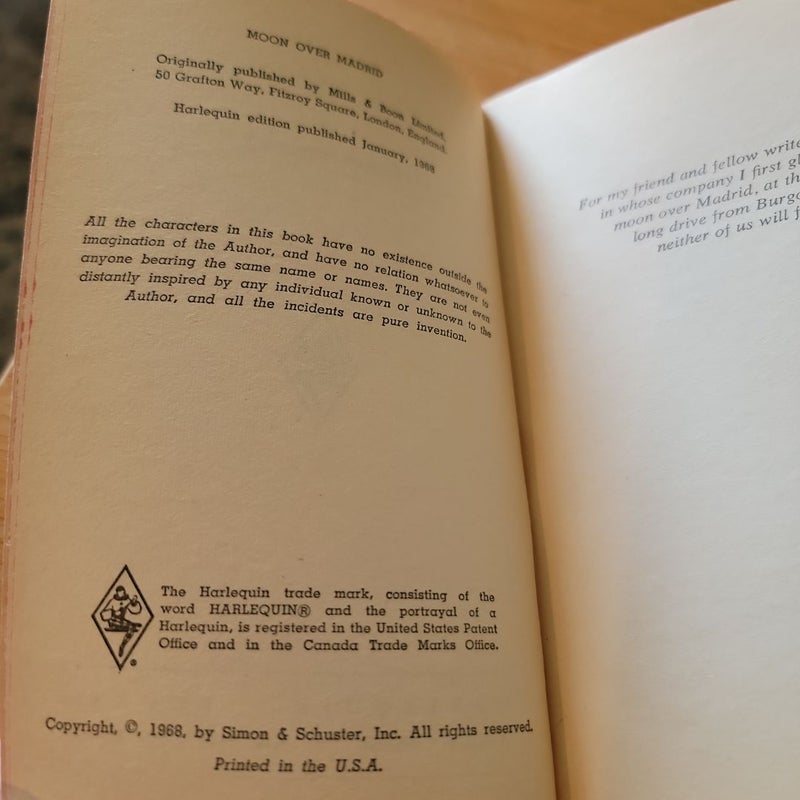 MOON OVER MADRID
Originally published by Mills & Boon Limited,
50 Grafton Way, Fitzroy Square, London, England.
Harlequin edition published January, 1968
All the characters in this book have no existence outside the
imagination of the Author, and have no relation whatsoever to
anyone bearing the same name or names. They are not even
distantly inspired by any individual known or unknown to the
Author, and all the incidents are pure invention.
The Harlequin trade mark, consisting of the
word HARLEQUIN® and the portrayal of a
Harlequin, is registered in the United States Patent
Office and in the Canada Trade Marks Office.
®
Copyright, ©, 1968, by Simon & Schuster, Inc. All rights reserved.
Printed in the U.S.A.
For my friend and fellow write
in whose company I first gl
moon over Madrid, at th
long drive from Burgo
neither of us will f